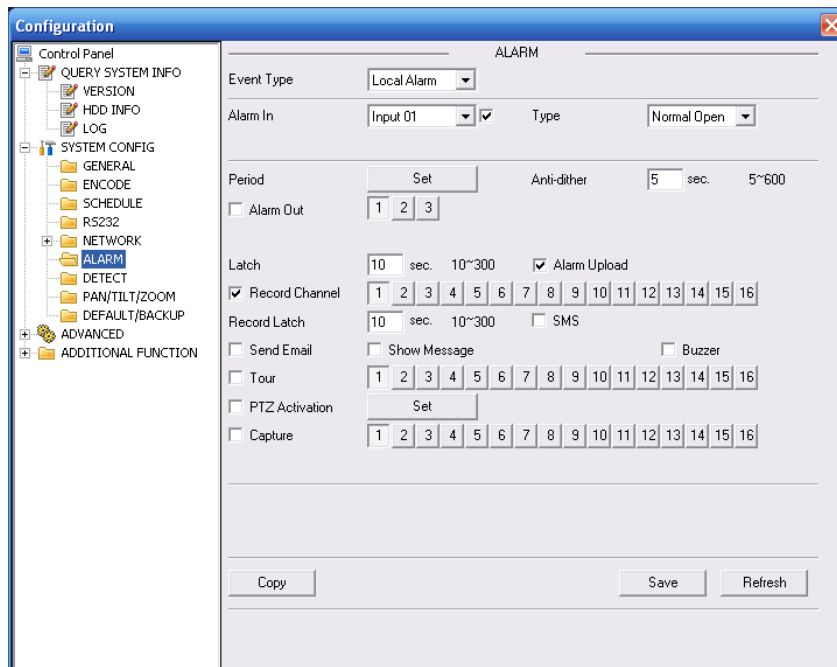 Configuration
Control Panel
QUERY SYSTEM INFO
VERSION
HDD INFO
LOG
SYSTEM CONFIG
GENERAL
ENCODE
SCHEDULE
RS232
NETWORK
ALARM
DETECT
PAN/TILT/ZOOM
DEFAULT/BACKUP
ADVANCED
ADDITIONAL FUNCTION
ALARM
Event Type Local Alarm
Alarm In Input 01 Type Normal Open
Period Set Anti-dither 5 sec. 5~600
Alarm Out 1 2 3
Latch 10 sec. 10~300 Alarm Upload
Record Channel 1 2 3 4 5 6 7 8 9 10 11 12 13 14 15 16
Record Latch 10 sec. 10~300 SMS
Send Email Show Message Buzzer
Tour 1 2 3 4 5 6 7 8 9 10 11 12 13 14 15 16
PTZ Activation Set
Capture 1 2 3 4 5 6 7 8 9 10 11 12 13 14 15 16
Copy Save Refresh